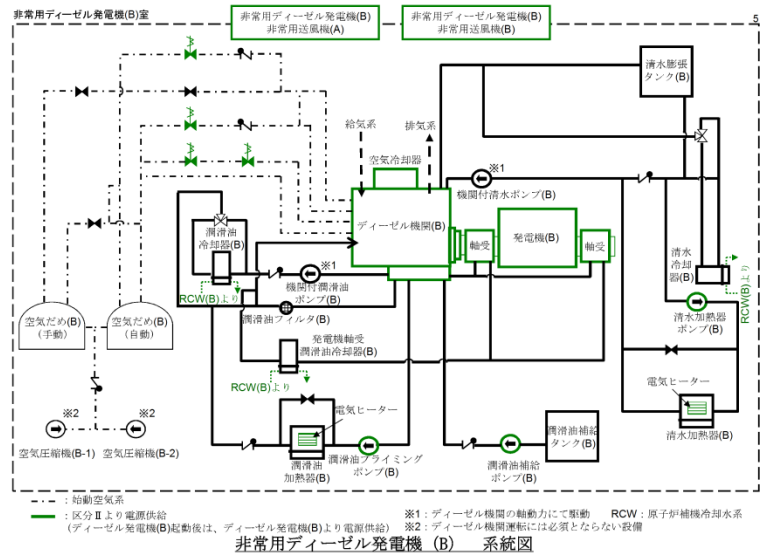 非常用ディーゼル発電機(B)室
非常用ディーゼル発電機(B)
非常用送風機(A)
非常用ディーゼル発電機(B)
非常用送風機(B)
5
清水膨張
タンク(B)
給気系
排気系
空気冷却器
※1
機関付清水ポンプ(B)
ディーゼル機関(B)
軸受
発電機(B)
軸受
潤滑油
冷却器(B)
※1
機関付潤滑油
ポンプ(B)
RCW(B)より
潤滑油フィルタ(B)
清水
冷却
器(B)
RCW(B)より
清水加熱器
ポンプ(B)
空気だめ(B)
(手動)
空気だめ(B)
(自動)
発電機軸受
潤滑油冷却器(B)
RCW(B)より
電気ヒーター
清水加熱器(B)
※2
※2
空気圧縮機(B-1)
空気圧縮機(B-2)
電気ヒーター
潤滑油
加熱器(B)
潤滑油プライミング
ポンプ(B)
潤滑油補給
ポンプ(B)
潤滑油補給
タンク(B)
：始動空気系
：区分Ⅱより電源供給
(ディーゼル発電機(B)起動後は、ディーゼル発電機(B)より電源供給)
※1：ディーゼル機関の軸動力にて駆動
RCW：原子炉補機冷却水系
※2：ディーゼル機関運転には必須とならない設備
非常用ディーゼル発電機（B） 系統図